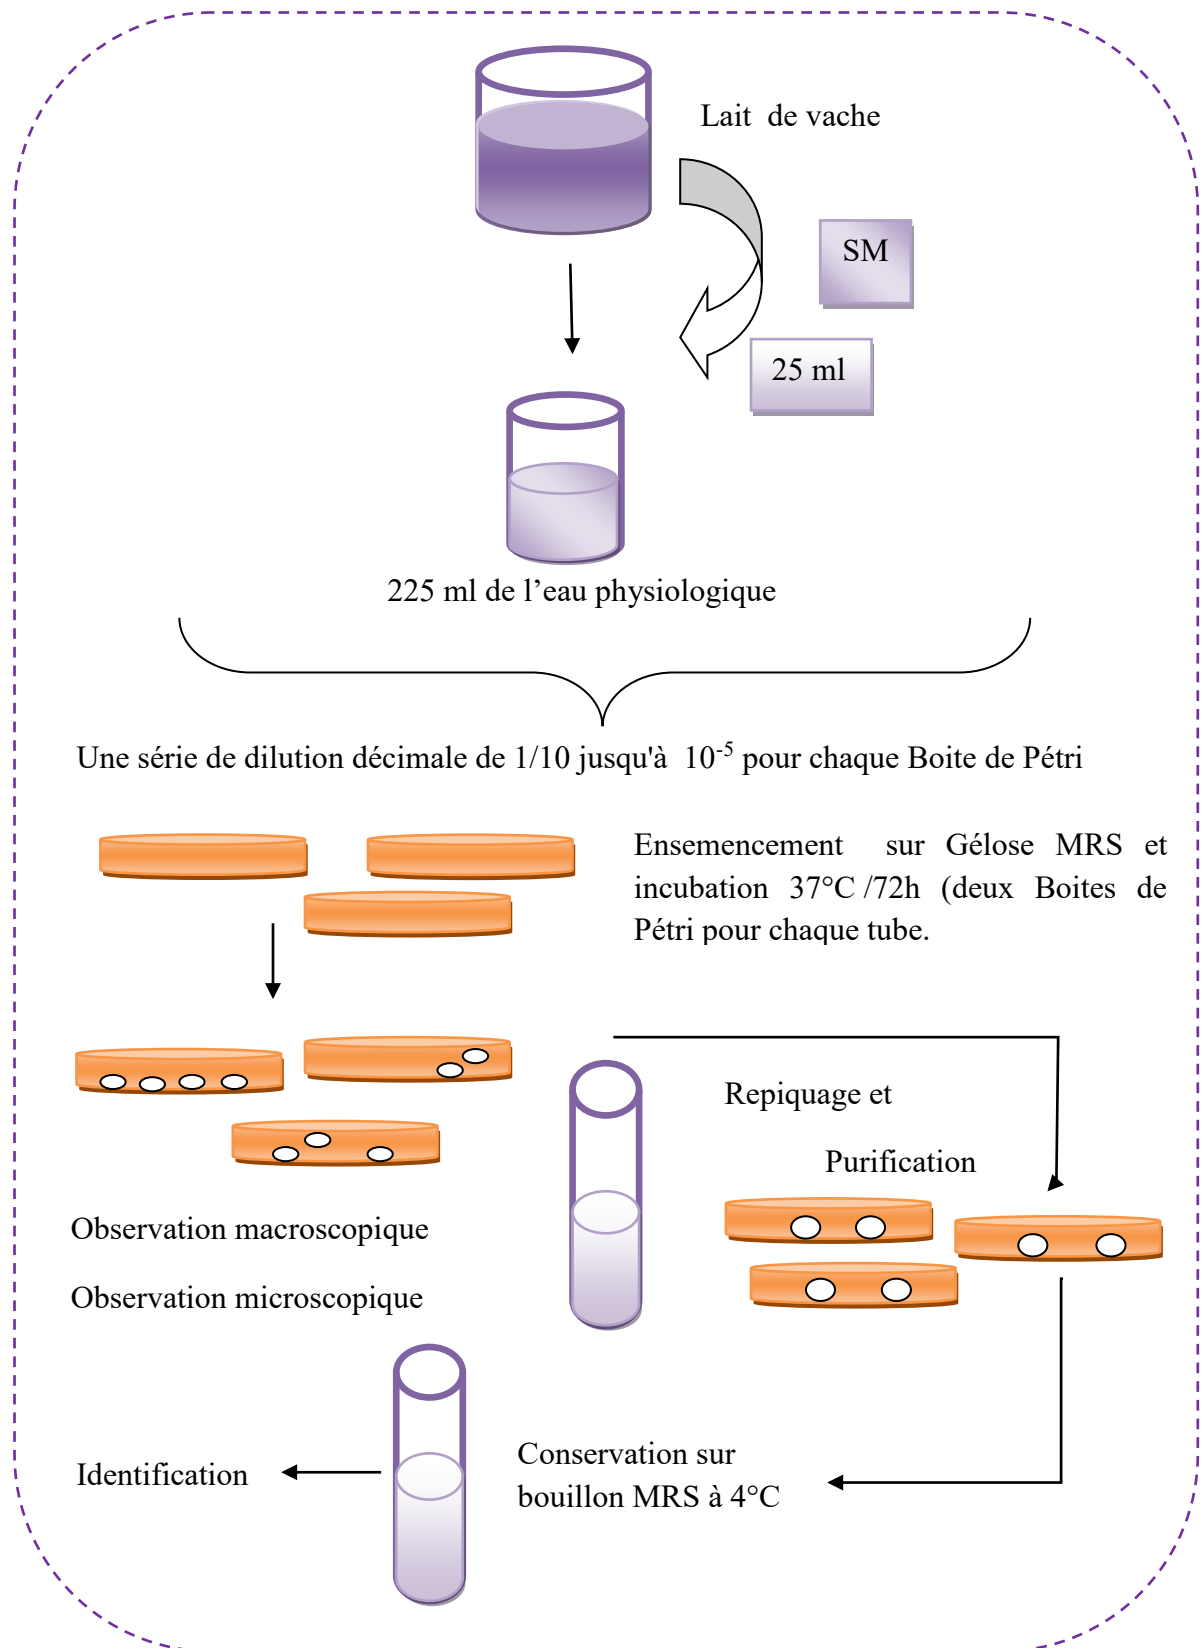 Lait de vache
SM
25 ml
225 ml de l’eau physiologique
Une série de dilution décimale de 1/10 jusqu'à 10⁻⁵ pour chaque Boite de Pétri
Ensemencement sur Gélose MRS et
incubation 37°C /72h (deux Boites de
Pétri pour chaque tube.
Repiquage et
Purification
Observation macroscopique
Observation microscopique
Conservation sur
bouillon MRS à 4°C
Identification